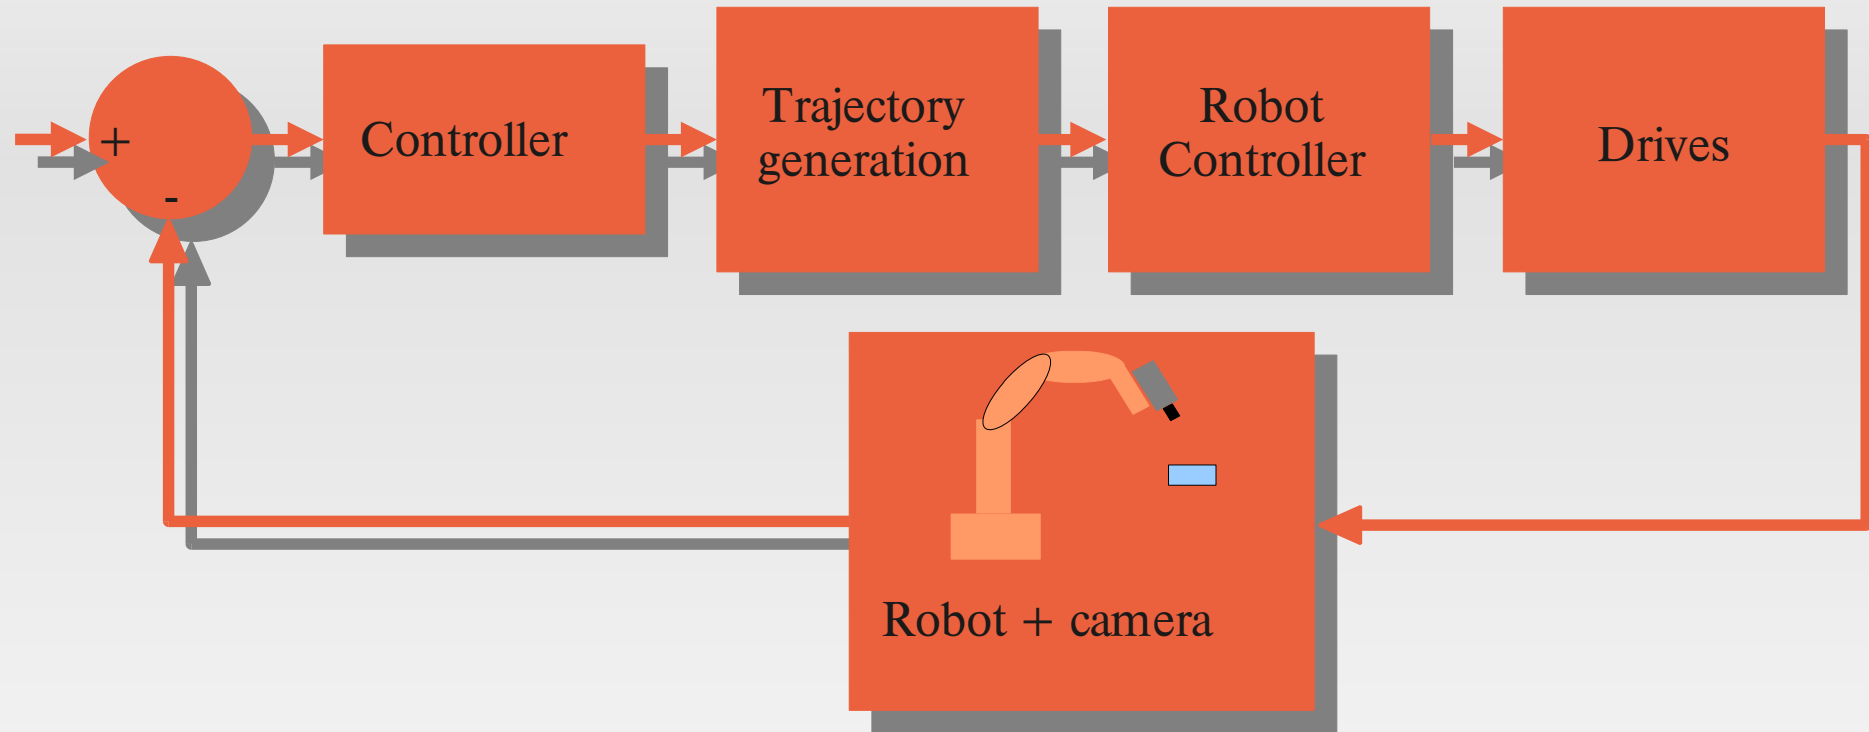 +
-
Controller
Trajectory
generation
Robot
Controller
Drives
Robot + camera